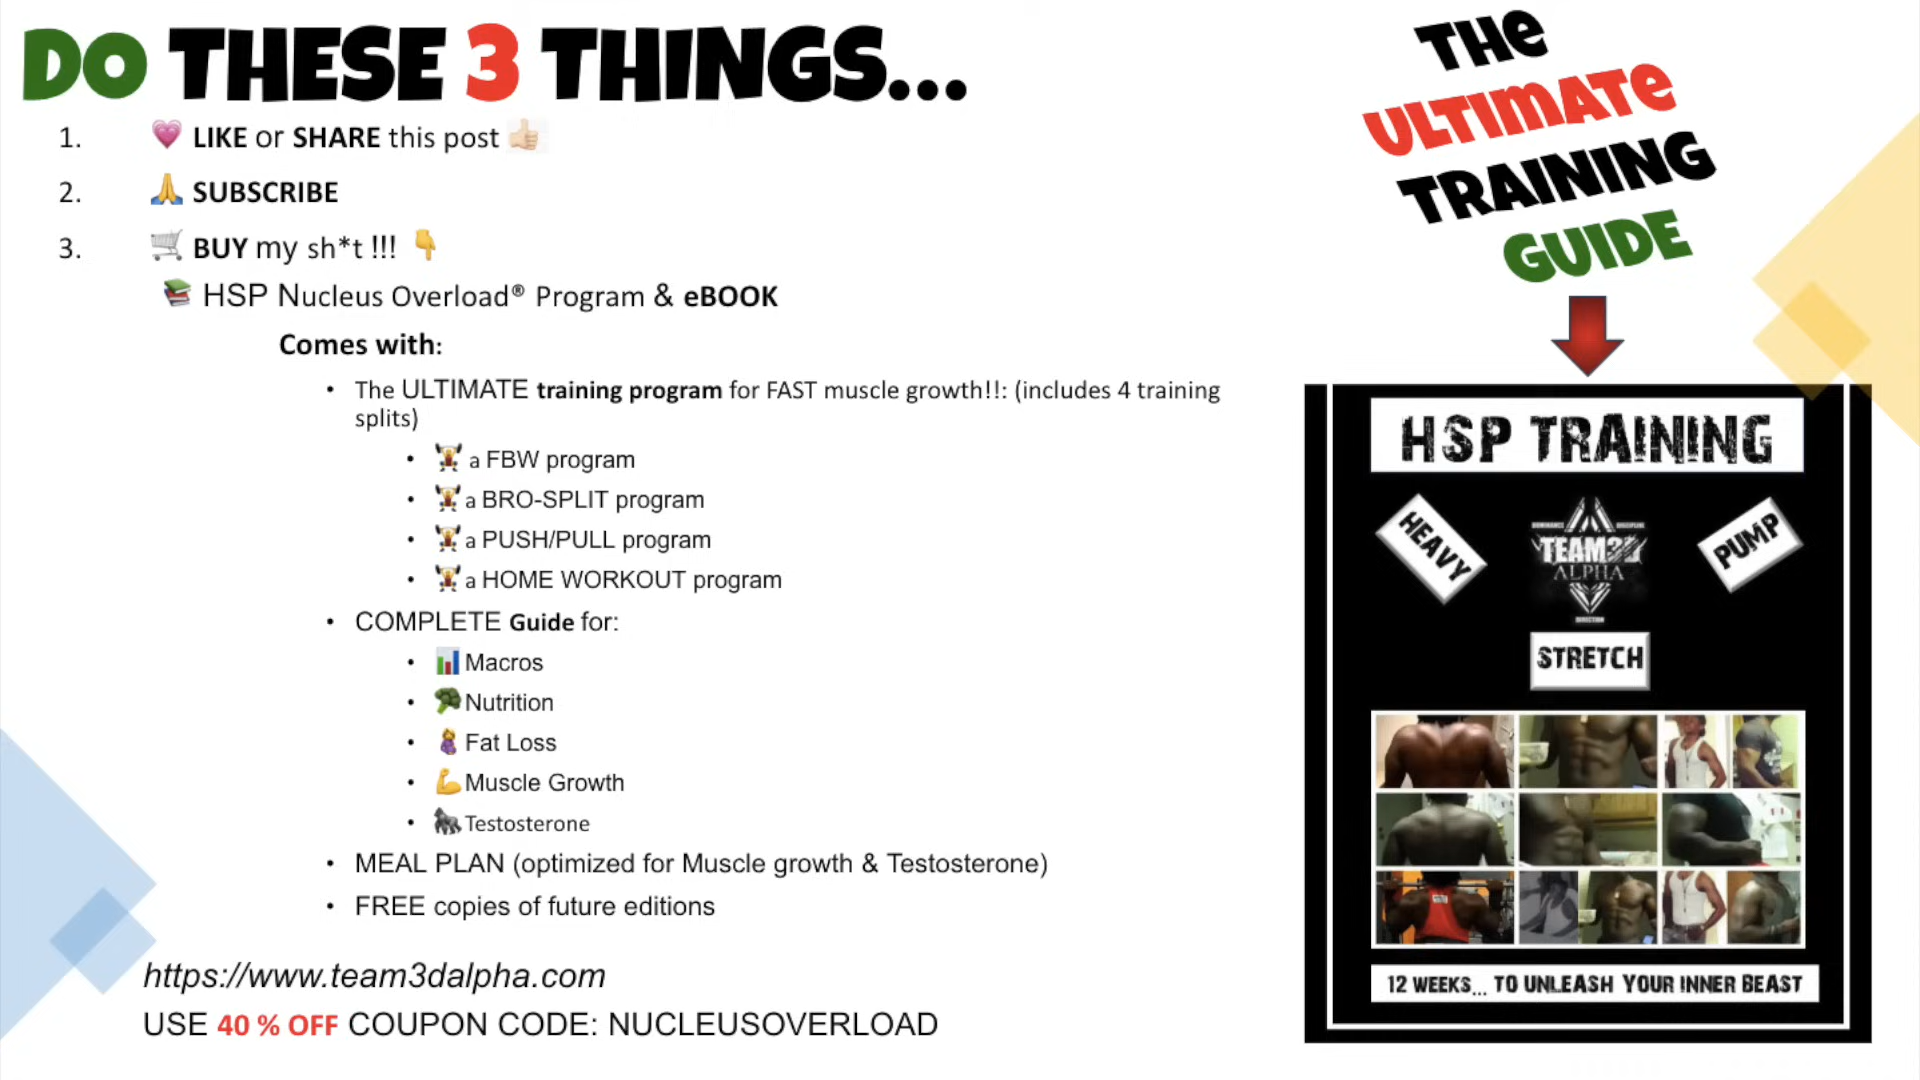 DO THESE 3 THINGS...
1. 💗 LIKE or SHARE this post 👍🏻
2. 🙏 SUBSCRIBE
3. 🛒 BUY my sh*t !!! 👇
📚 HSP Nucleus Overload® Program & eBOOK
Comes with:
• The ULTIMATE training program for FAST muscle growth!!: (includes 4 training
splits)
• 🏋 a FBW program
• 🏋 a BRO-SPLIT program
• 🏋 a PUSH/PULL program
• 🏋 a HOME WORKOUT program
• COMPLETE Guide for:
• 📊 Macros
• 🥦 Nutrition
• 🤰 Fat Loss
• 💪 Muscle Growth
• 🦍 Testosterone
• MEAL PLAN (optimized for Muscle growth & Testosterone)
• FREE copies of future editions
https://www.team3dalpha.com
USE 40 % OFF COUPON CODE: NUCLEUSOVERLOAD
THE
ULTIMATE
TRAINING
GUIDE
HSP TRAINING
HEAVY
DOMINANCE DISCIPLINE
TEAM3D
ALPHA
DIRECTION
PUMP
STRETCH
12 WEEKS... TO UNLEASH YOUR INNER BEAST